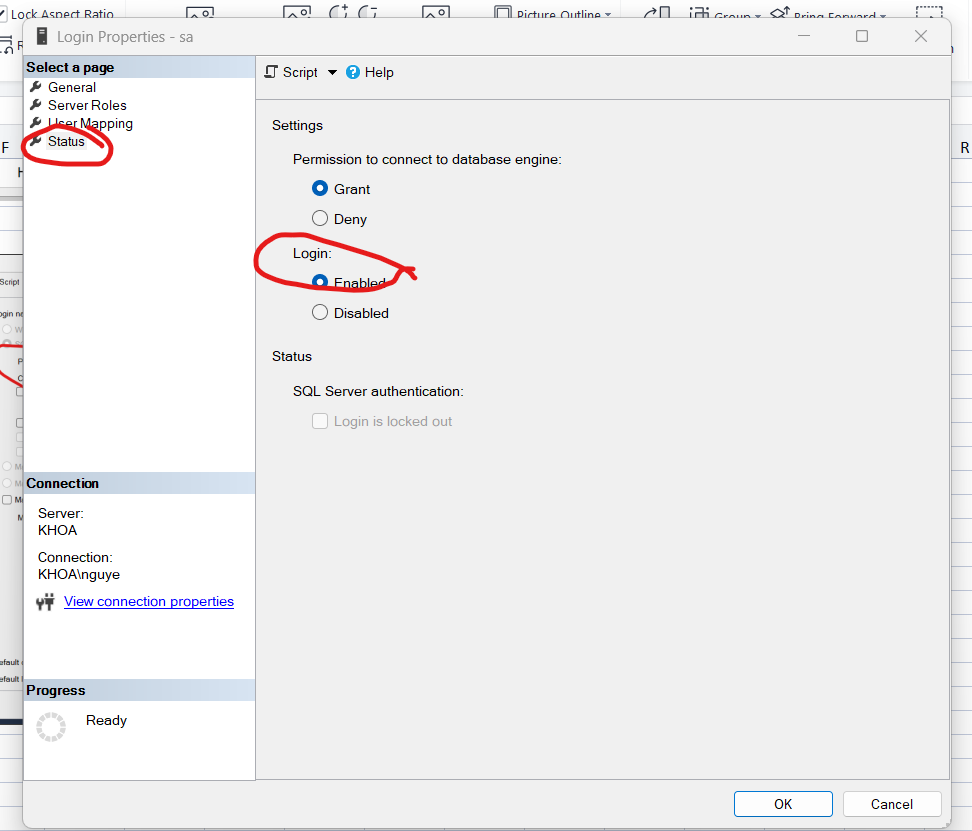 Lock Aspect Ratio
Picture Outline
Group
Bring Forward
Login Properties - sa
Select a page
General
Server Roles
User Mapping
Status
Script
Help
F
R
H
Settings
Permission to connect to database engine:
Grant
Deny
Login:
Enabled
Disabled
Status
SQL Server authentication:
Login is locked out
Script
Connection
Server:
KHOA
Connection:
KHOA\nguye
View connection properties
Progress
Ready
OK
Cancel